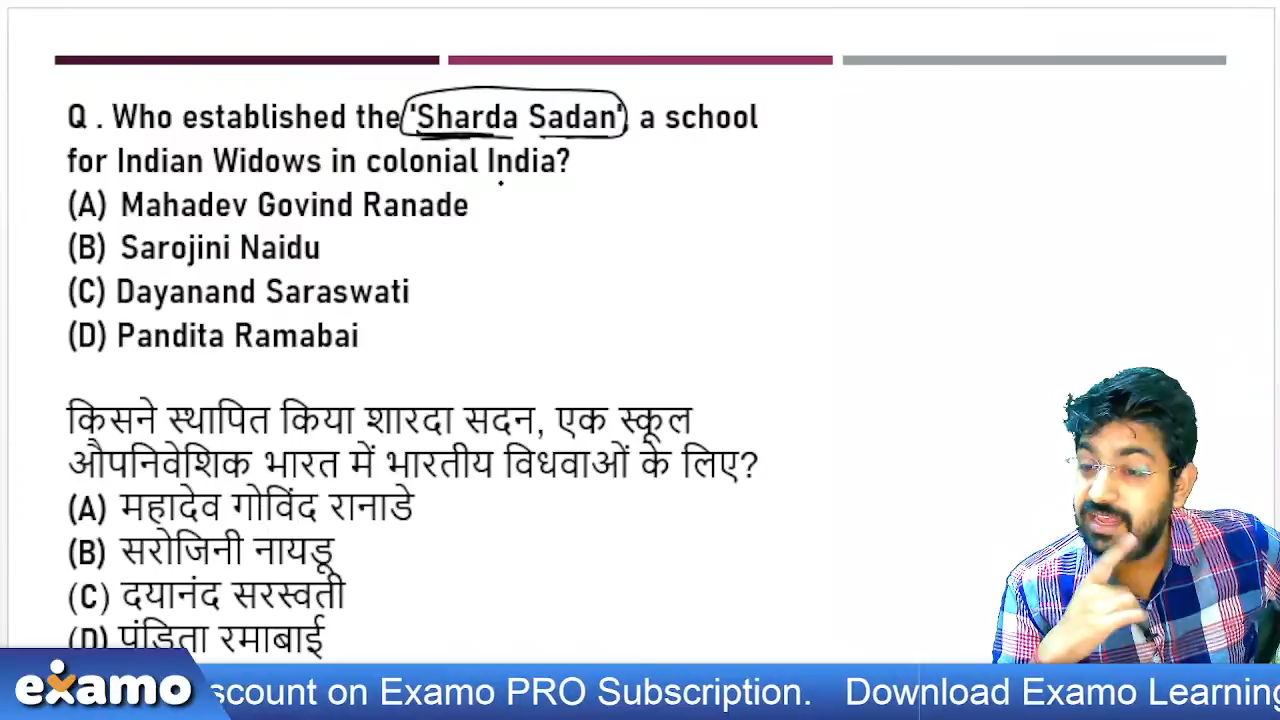 Q . Who established the 'Sharda Sadan' a school
for Indian Widows in colonial India?
(A) Mahadev Govind Ranade
(B) Sarojini Naidu
(C) Dayanand Saraswati
(D) Pandita Ramabai
किसने स्थापित किया शारदा सदन, एक स्कूल
औपनिवेशिक भारत में भारतीय विधवाओं के लिए?
(A) महादेव गोविंद रानाडे
(B) सरोजिनी नायडू
(C) दयानंद सरस्वती
(D) पंडिता रमाबाई
examo scount on Examo PRO Subscription. Download Examo Learning